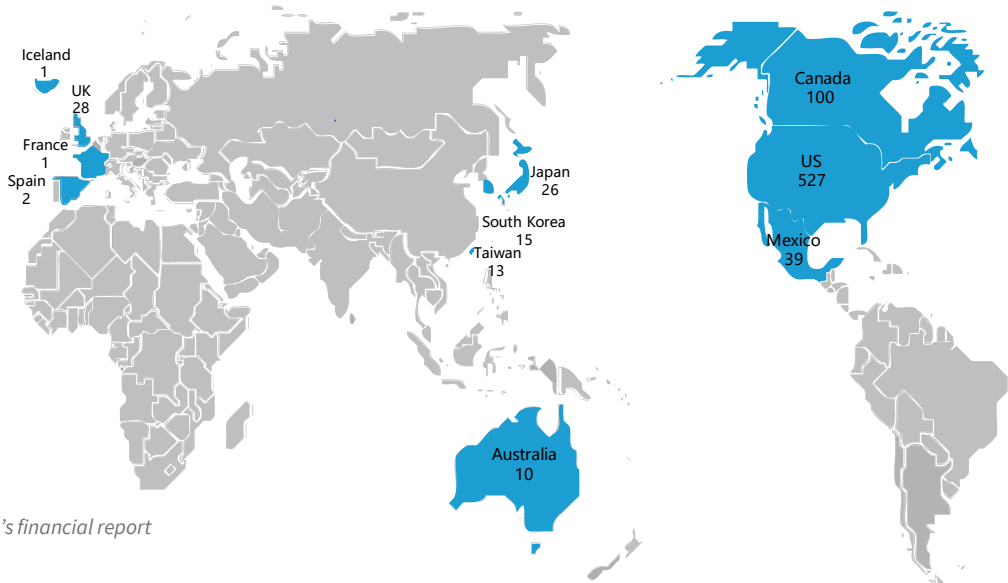 Iceland
1
UK
28
France
1
Spain
2
Japan
26
South Korea
15
Taiwan
13
Australia
10
Canada
100
US
527
Mexico
39
’s financial report